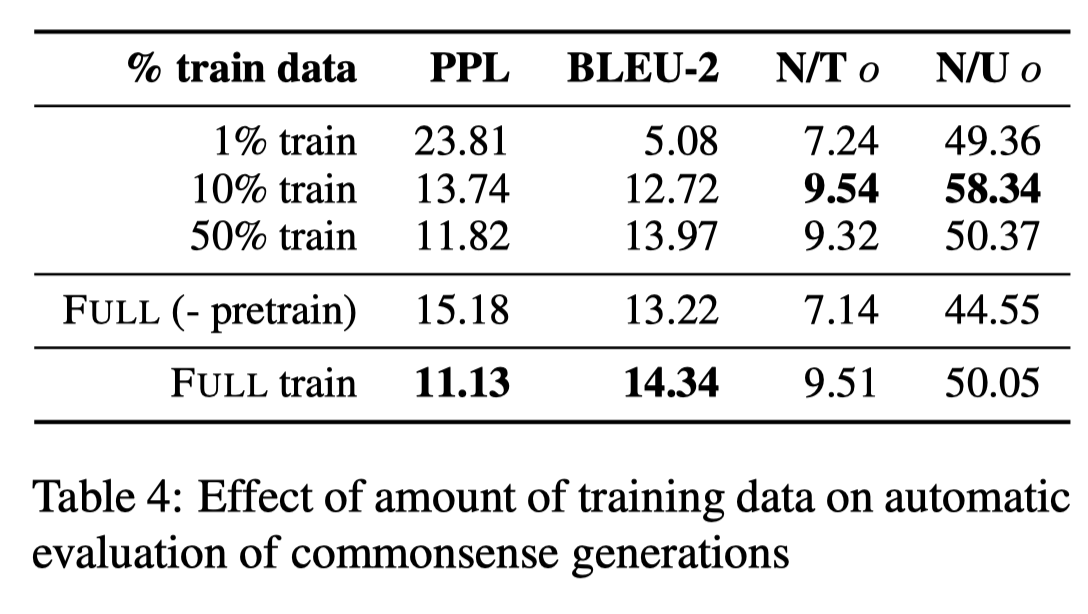 % train data PPL BLEU-2 N/T o N/U o
1% train 23.81 5.08 7.24 49.36
10% train 13.74 12.72 9.54 58.34
50% train 11.82 13.97 9.32 50.37
FULL (- pretrain) 15.18 13.22 7.14 44.55
FULL train 11.13 14.34 9.51 50.05
Table 4: Effect of amount of training data on automatic
evaluation of commonsense generations